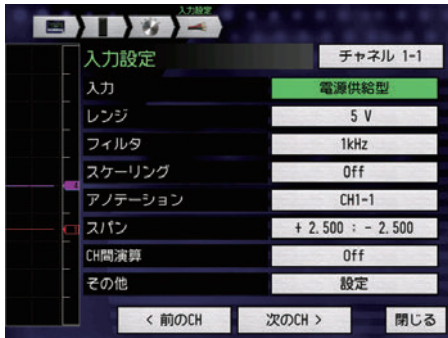 入力設定
入力設定 チャネル 1-1
入力 電源供給型
レンジ 5 V
フィルタ 1kHz
スケーリング Off
アノテーション CH1-1
スパン + 2.500 : - 2.500
CH間演算 Off
その他 設定
< 前のCH 次のCH > 閉じる